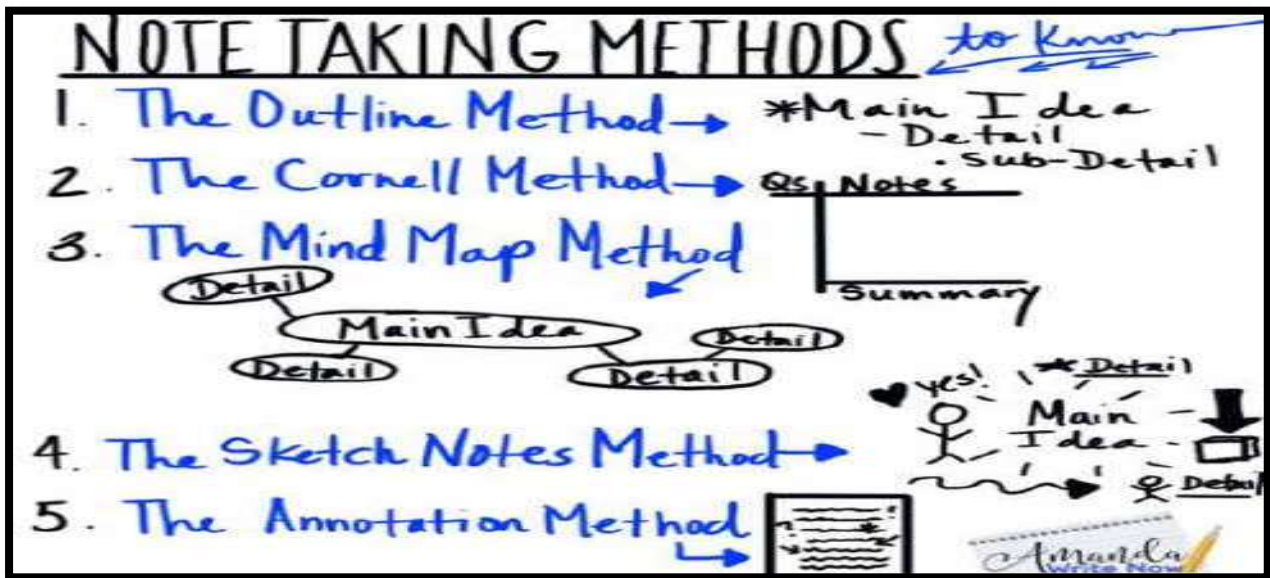 NOTE TAKING METHODS to Know
1. The Outline Method → *Main Idea
- Detail
• Sub-Detail
2. The Cornell Method → Qs Notes
Summary
3. The Mind Map Method
Detail
Main Idea
Detail
Detail
Detail
yes! * Detail
Main
Idea
Detail
4. The Sketch Notes Method
5. The Annotation Method
Amanda
Write Now